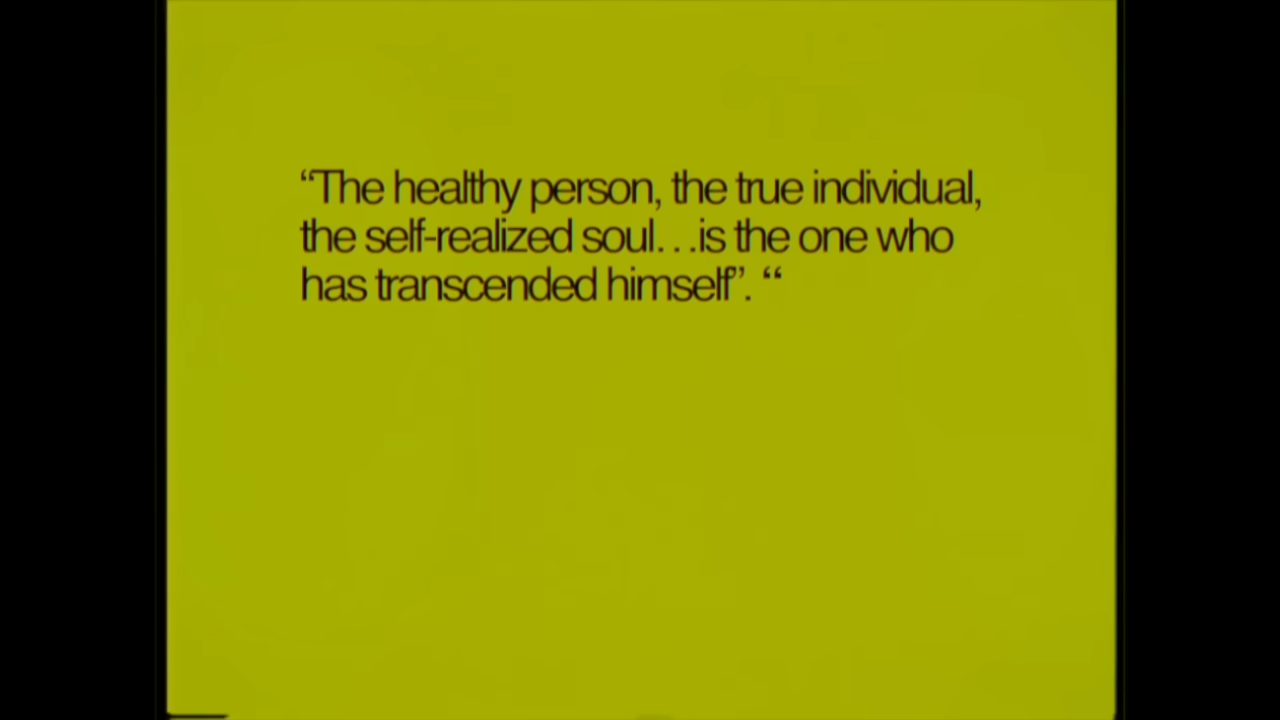 “The healthy person, the true individual,
the self-realized soul…is the one who
has transcended himself”. “